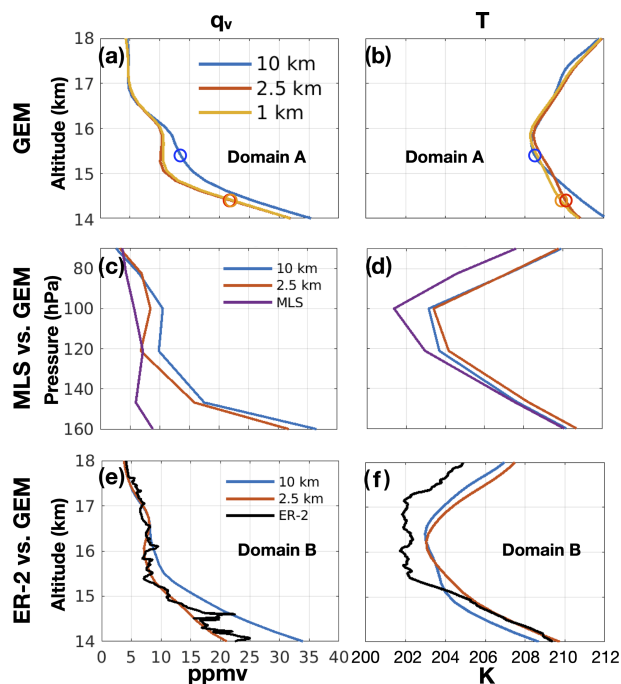 qv T
GEM
Altitude (km)
18
17
16
15
14
(a)
10 km
2.5 km
1 km
Domain A
(b)
Domain A
MLS vs. GEM
Pressure (hPa)
80
100
120
140
160
(c)
10 km
2.5 km
MLS
(d)
ER-2 vs. GEM
Altitude (km)
18
17
16
15
14
(e)
10 km
2.5 km
ER-2
Domain B
(f)
Domain B
0 5 10 15 20 25 30 35 40
ppmv
200 202 204 206 208 210 212
K